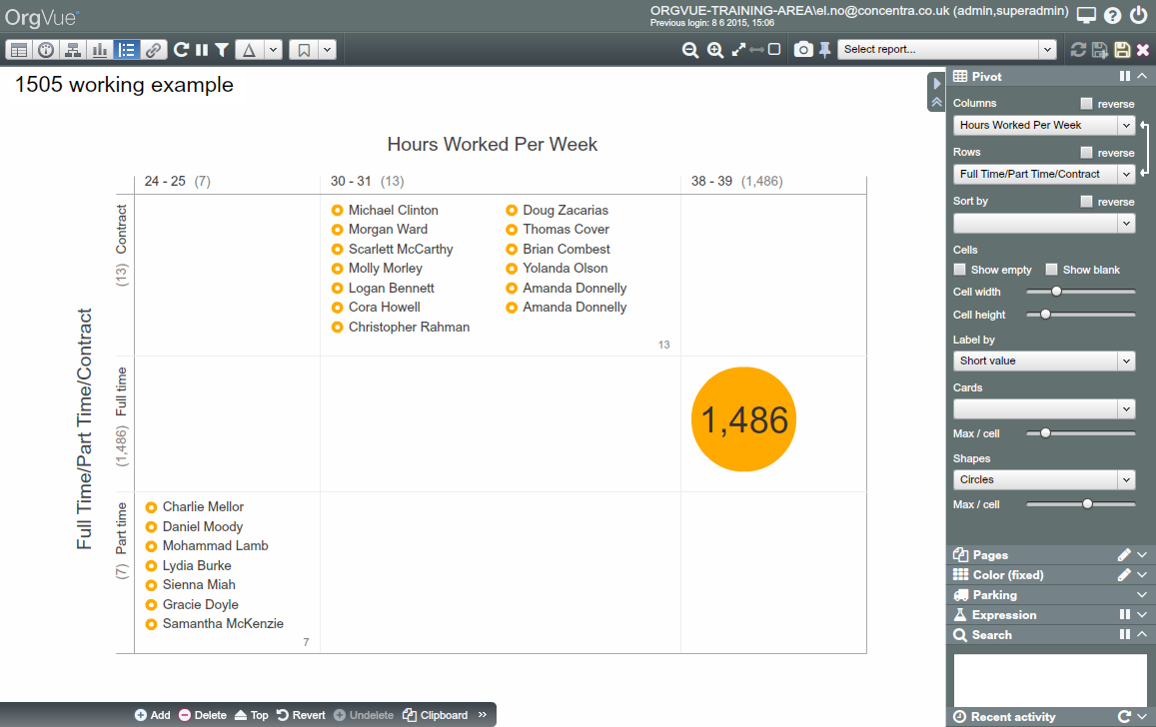 OrgVue
ORGVUE-TRAINING-AREA\el.no@concentra.co.uk (admin,superadmin)
Previous login: 8 6 2015, 15:06
Select report...
1505 working example
Hours Worked Per Week
24 - 25 (7)
30 - 31 (13)
38 - 39 (1,486)
Full Time/Part Time/Contract
(13) Contract
Michael Clinton
Morgan Ward
Scarlett McCarthy
Molly Morley
Logan Bennett
Cora Howell
Christopher Rahman
Doug Zacarias
Thomas Cover
Brian Combest
Yolanda Olson
Amanda Donnelly
Amanda Donnelly
13
(1,486) Full time
1,486
(7) Part time
Charlie Mellor
Daniel Moody
Mohammad Lamb
Lydia Burke
Sienna Miah
Gracie Doyle
Samantha McKenzie
7
Pivot
Columns reverse
Hours Worked Per Week
Rows reverse
Full Time/Part Time/Contract
Sort by reverse
Cells
Show empty Show blank
Cell width
Cell height
Label by
Short value
Cards
Max / cell
Shapes
Circles
Max / cell
Pages
Color (fixed)
Parking
Expression
Search
Recent activity
Add Delete Top Revert Undelete Clipboard »